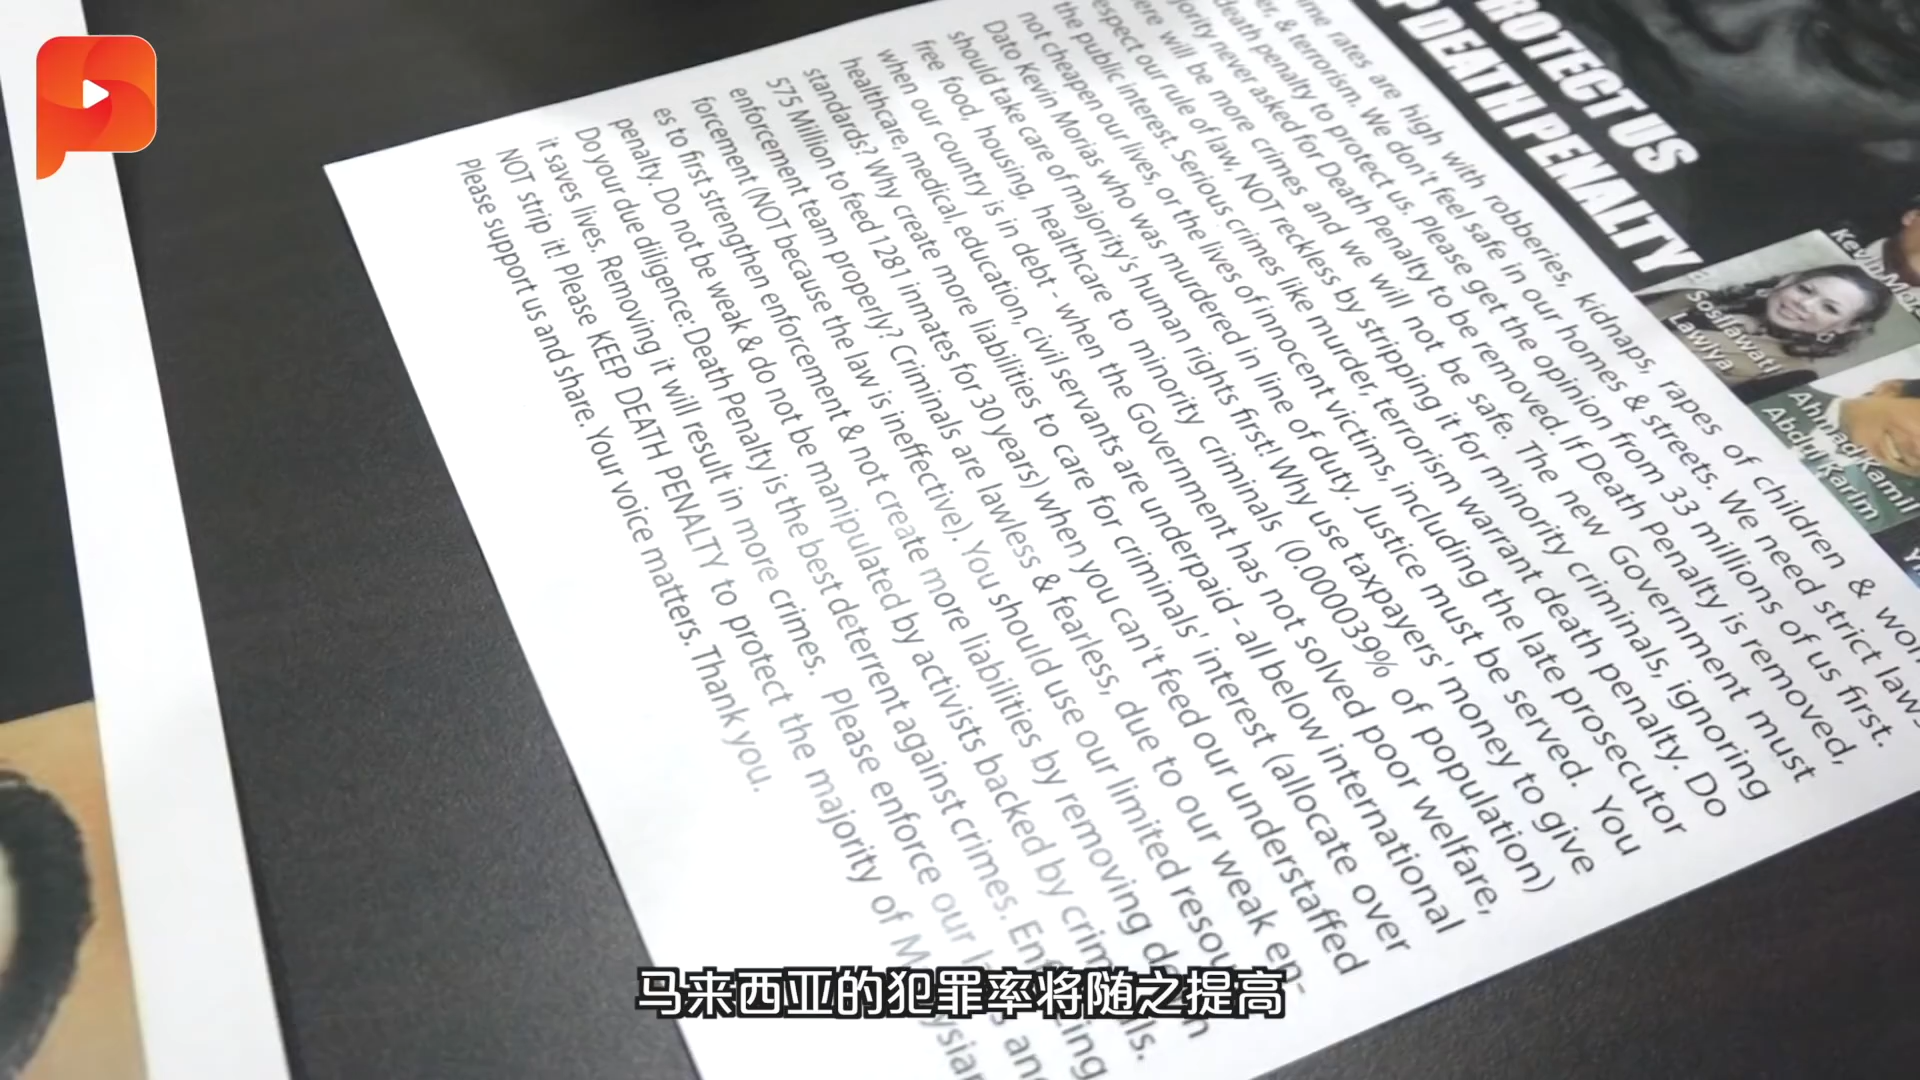 PROTECT US
P DEATH PENALTY
Kevin Mo
Sosilawati
Lawiya
Ahmad Kamil
Abdul Karim
me rates are high with robberies, kidnaps, rapes of children & wom
er, & terrorism. We don't feel safe in our homes & streets. We need strict laws
death penalty to protect us. Please get the opinion from 33 millions of us first.
jority never asked for Death Penalty to be removed. If Death Penalty is removed,
ere will be more crimes and we will not be safe. The new Government must
espect our rule of law, NOT reckless by stripping it for minority criminals, ignoring
the public interest. Serious crimes like murder, terrorism warrant death penalty. Do
not cheapen our lives, or the lives of innocent victims, including the late prosecutor
Dato Kevin Morias who was murdered in line of duty. Justice must be served. You
should take care of majority's human rights first! Why use taxpayers' money to give
free food, housing, healthcare to minority criminals (0.000039% of population)
when our country is in debt - when the Government has not solved poor welfare,
healthcare, medical, education, civil servants are underpaid - all below international
standards? Why create more liabilities to care for criminals' interest (allocate over
575 Million to feed 1281 inmates for 30 years) when you can't feed our understaffed
enforcement team properly? Criminals are lawless & fearless, due to our weak en-
forcement (NOT because the law is ineffective). You should use our limited resou
es to first strengthen enforcement & not create more liabilities by removing de h
penalty. Do not be weak & do not be manipulated by activists backed by crim ls.
Do your due diligence: Death Penalty is the best deterrent against crimes. Enf cing
it saves lives. Removing it will result in more crimes. Please enforce our la s and
NOT strip it! Please KEEP DEATH PENALTY to protect the majority of M ysian
Please support us and share. Your voice matters. Thank you.
马来西亚的犯罪率将随之提高